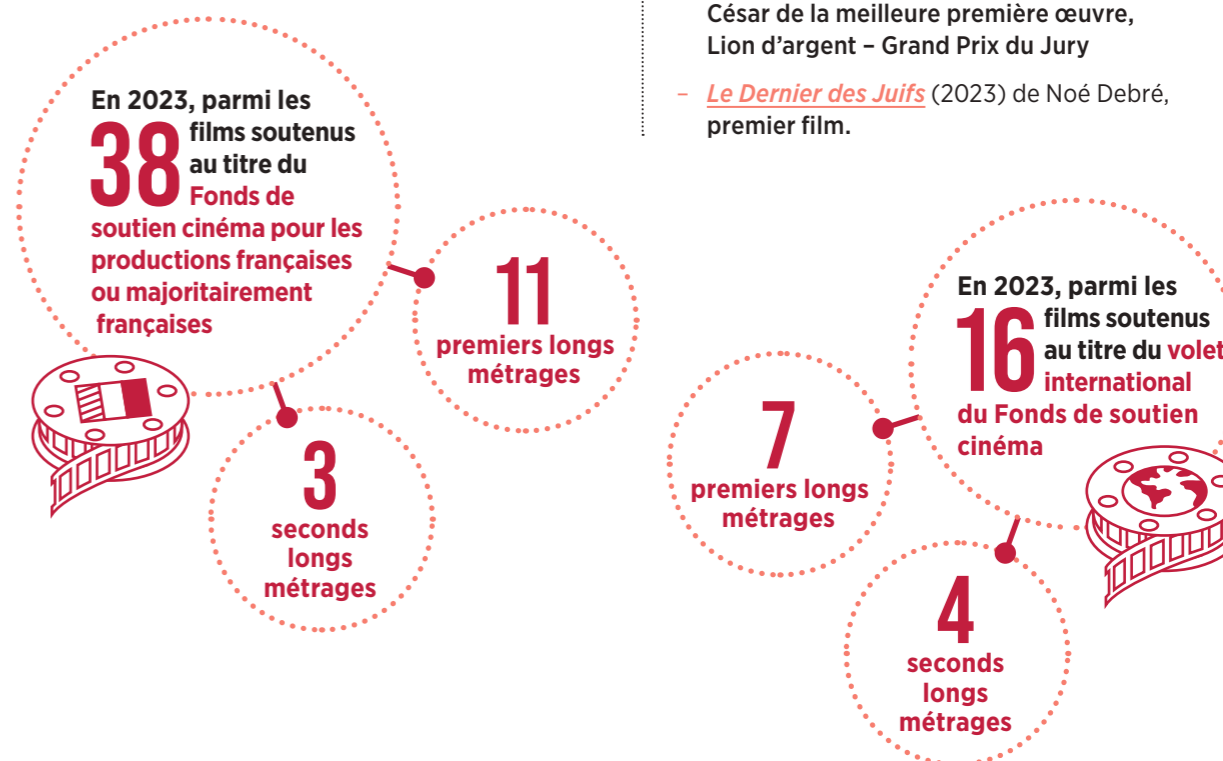 César de la meilleure première œuvre,
Lion d'argent – Grand Prix du Jury
– Le Dernier des Juifs (2023) de Noé Debré,
premier film.
En 2023, parmi les
38 films soutenus
au titre du
Fonds de
soutien cinéma pour les
productions françaises
ou majoritairement
françaises
11
premiers longs
métrages
3
seconds
longs
métrages
En 2023, parmi les
16 films soutenus
au titre du volet
international
du Fonds de soutien
cinéma
7
premiers longs
métrages
4
seconds
longs
métrages